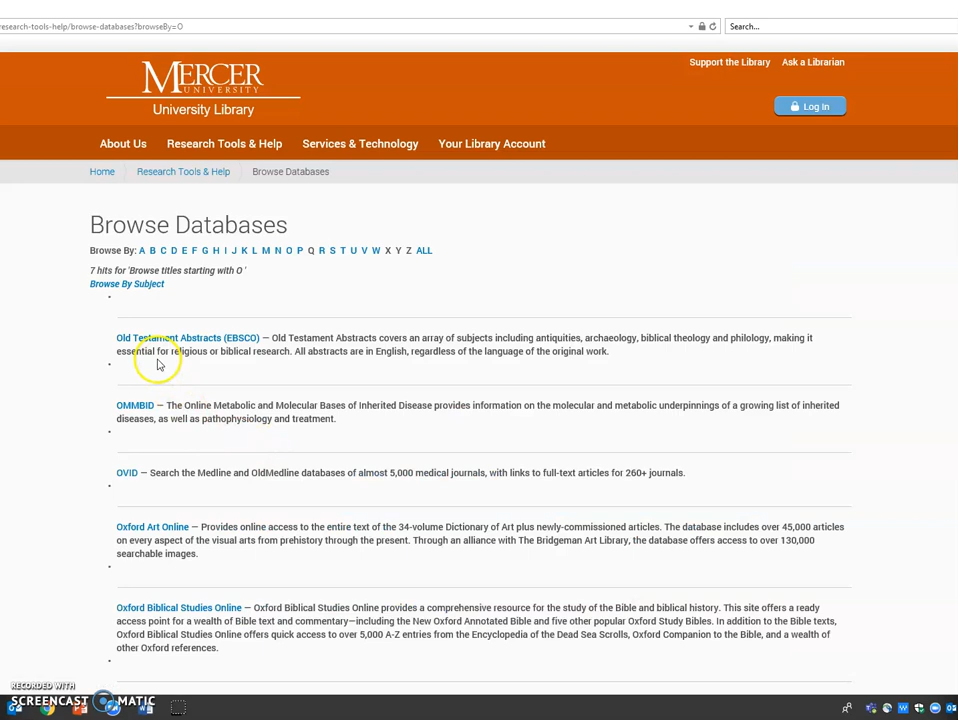 research-tools-help/browse-databases?browseBy=O
Search...
MERCER
UNIVERSITY
University Library
Support the Library
Ask a Librarian
Log In
About Us
Research Tools & Help
Services & Technology
Your Library Account
Home
Research Tools & Help
Browse Databases
Browse Databases
Browse By: A B C D E F G H I J K L M N O P Q R S T U V W X Y Z ALL
7 hits for 'Browse titles starting with O '
Browse By Subject
Old Testament Abstracts (EBSCO) — Old Testament Abstracts covers an array of subjects including antiquities, archaeology, biblical theology and philology, making it
essential for religious or biblical research. All abstracts are in English, regardless of the language of the original work.
OMMBID — The Online Metabolic and Molecular Bases of Inherited Disease provides information on the molecular and metabolic underpinnings of a growing list of inherited
diseases, as well as pathophysiology and treatment.
OVID — Search the Medline and OldMedline databases of almost 5,000 medical journals, with links to full-text articles for 260+ journals.
Oxford Art Online — Provides online access to the entire text of the 34-volume Dictionary of Art plus newly-commissioned articles. The database includes over 45,000 articles
on every aspect of the visual arts from prehistory through the present. Through an alliance with The Bridgeman Art Library, the database offers access to over 130,000
searchable images.
Oxford Biblical Studies Online — Oxford Biblical Studies Online provides a comprehensive resource for the study of the Bible and biblical history. This site offers a ready
access point for a wealth of Bible text and commentary—including the New Oxford Annotated Bible and five other popular Oxford Study Bibles. In addition to the Bible texts,
Oxford Biblical Studies Online offers quick access to over 5,000 A-Z entries from the Encyclopedia of the Dead Sea Scrolls, Oxford Companion to the Bible, and a wealth of
other Oxford references.
RECORDED WITH
SCREENCAST MATIC